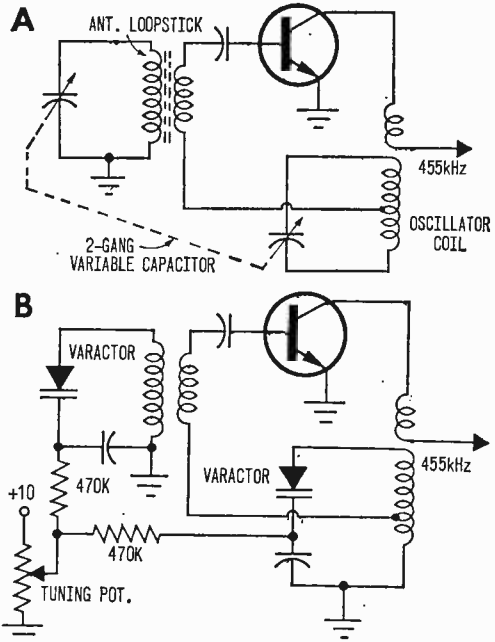 A
ANT. LOOPSTICK
455kHz
OSCILLATOR
COIL
2-GANG
VARIABLE CAPACITOR
B
VARACTOR
455kHz
VARACTOR
470K
+10
470K
TUNING POT.